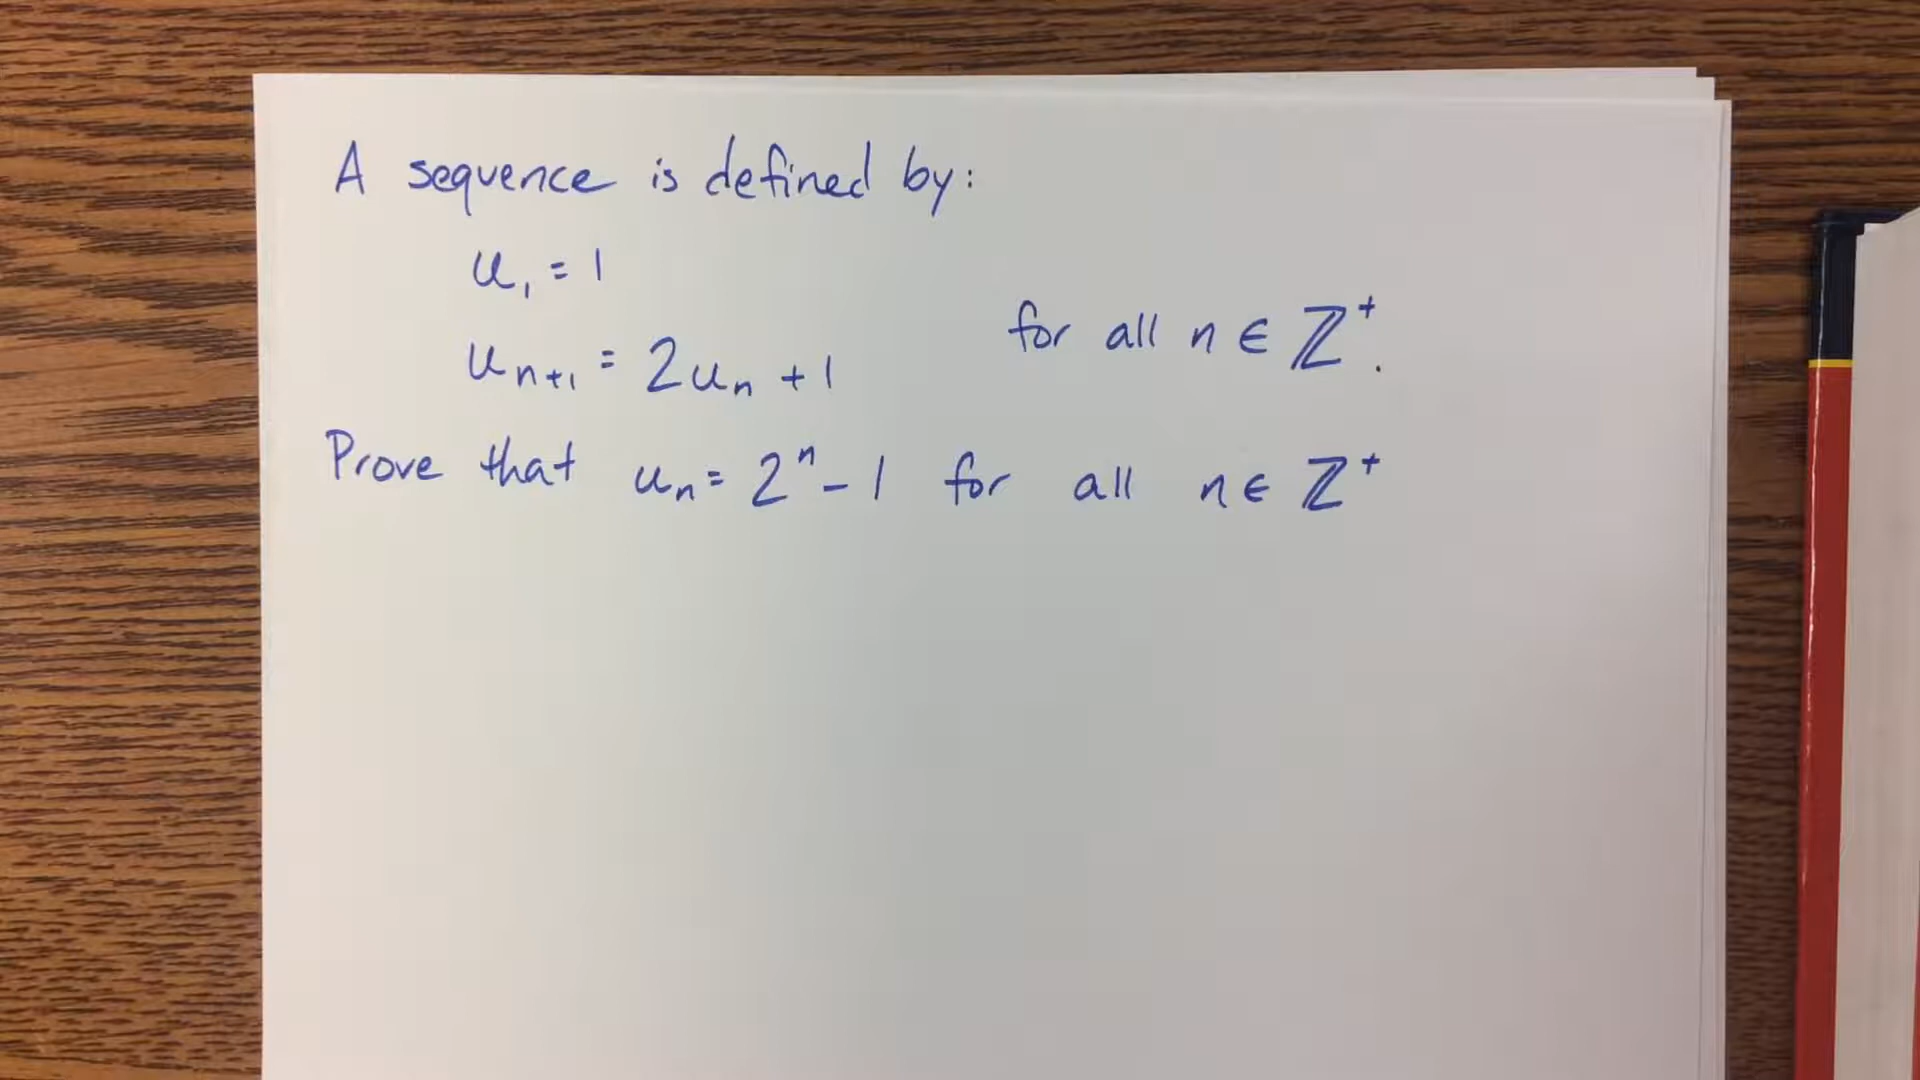 A sequence is defined by:
u₁ = 1
uₙ₊₁ = 2uₙ + 1 for all n ∈ ℤ⁺.
Prove that uₙ = 2ⁿ - 1 for all n ∈ ℤ⁺